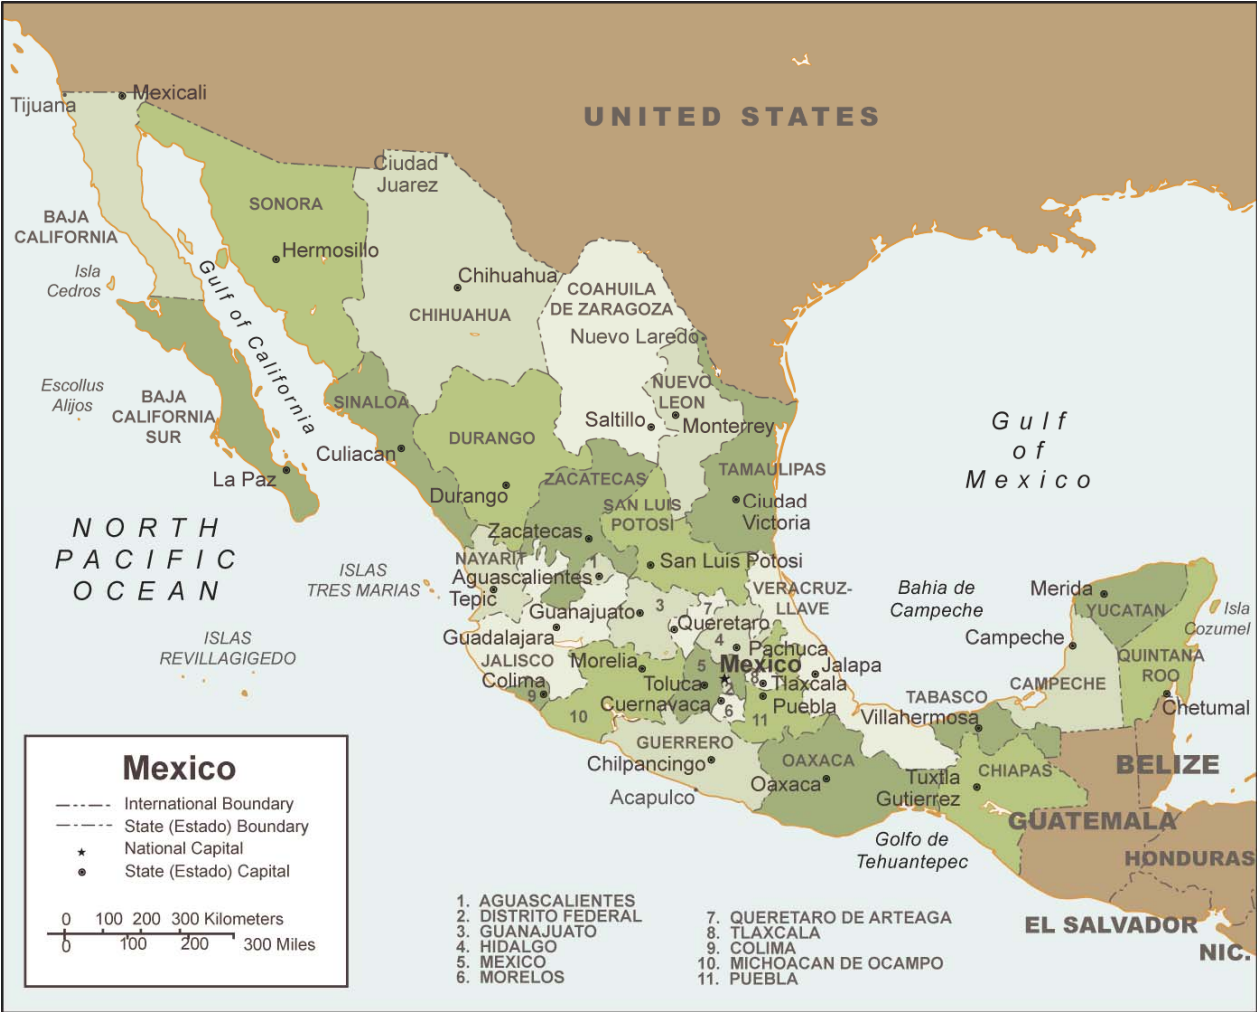 UNITED STATES
Tijuana
Mexicali
Ciudad
Juarez
SONORA
BAJA
CALIFORNIA
Hermosillo
Isla
Cedros
Gulf of California
Chihuahua
CHIHUAHUA
COAHUILA
DE ZARAGOZA
Nuevo Laredo
Escollus
Alijos
BAJA
CALIFORNIA
SUR
SINALOA
NUEVO
LEON
Saltillo
Monterrey
DURANGO
Culiacan
La Paz
Durango
ZACATECAS
TAMAULIPAS
SAN LUIS
POTOSI
Ciudad
Victoria
Gulf
of
Mexico
NORTH
PACIFIC
OCEAN
Zacatecas
NAYARIT
1
San Luis Potosi
ISLAS
TRES MARIAS
Aguascalientes
Tepic
VERACRUZ-
LLAVE
Bahia de
Campeche
Merida
YUCATAN
Isla
Cozumel
Guanajuato
3
7
Queretaro
Guadalajara
4
Pachuca
Campeche
ISLAS
REVILLAGIGEDO
JALISCO
Morelia
5
Mexico
Jalapa
QUINTANA
ROO
Colima
9
Toluca
2
8
Tlaxcala
CAMPECHE
TABASCO
Cuernavaca
6
Puebla
10
11
Villahermosa
Chetumal
GUERRERO
Chilpancingo
OAXACA
Oaxaca
Tuxtla
Gutierrez
CHIAPAS
BELIZE
Acapulco
GUATEMALA
Golfo de
Tehuantepec
HONDURAS
EL SALVADOR
NIC.
Mexico
International Boundary
State (Estado) Boundary
National Capital
State (Estado) Capital
0 100 200 300 Kilometers
0 100 200 300 Miles
1. AGUASCALIENTES
2. DISTRITO FEDERAL
3. GUANAJUATO
4. HIDALGO
5. MEXICO
6. MORELOS
7. QUERETARO DE ARTEAGA
8. TLAXCALA
9. COLIMA
10. MICHOACAN DE OCAMPO
11. PUEBLA